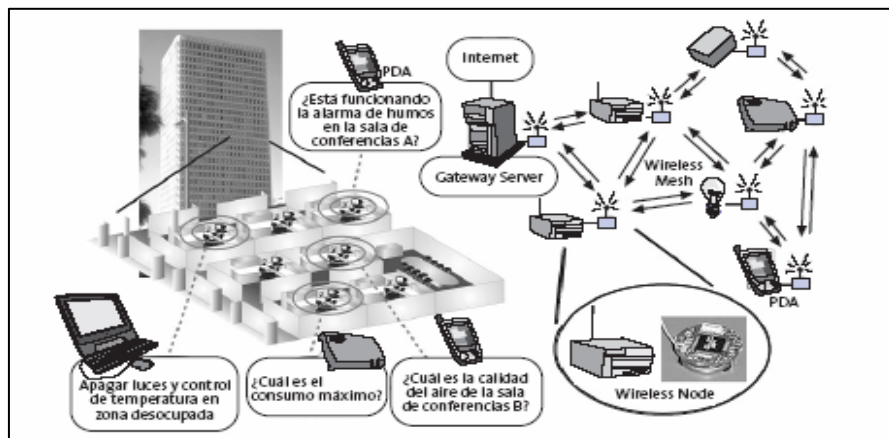 PDA
¿Está funcionando
la alarma de humos
en la sala de
conferencias A?
Apagar luces y control
de temperatura en
zona desocupada
¿Cuál es el
consumo máximo?
¿Cuál es la calidad
del aire de la sala
de conferencias B?
Internet
Gateway Server
Wireless
Mesh
PDA
Wireless Node